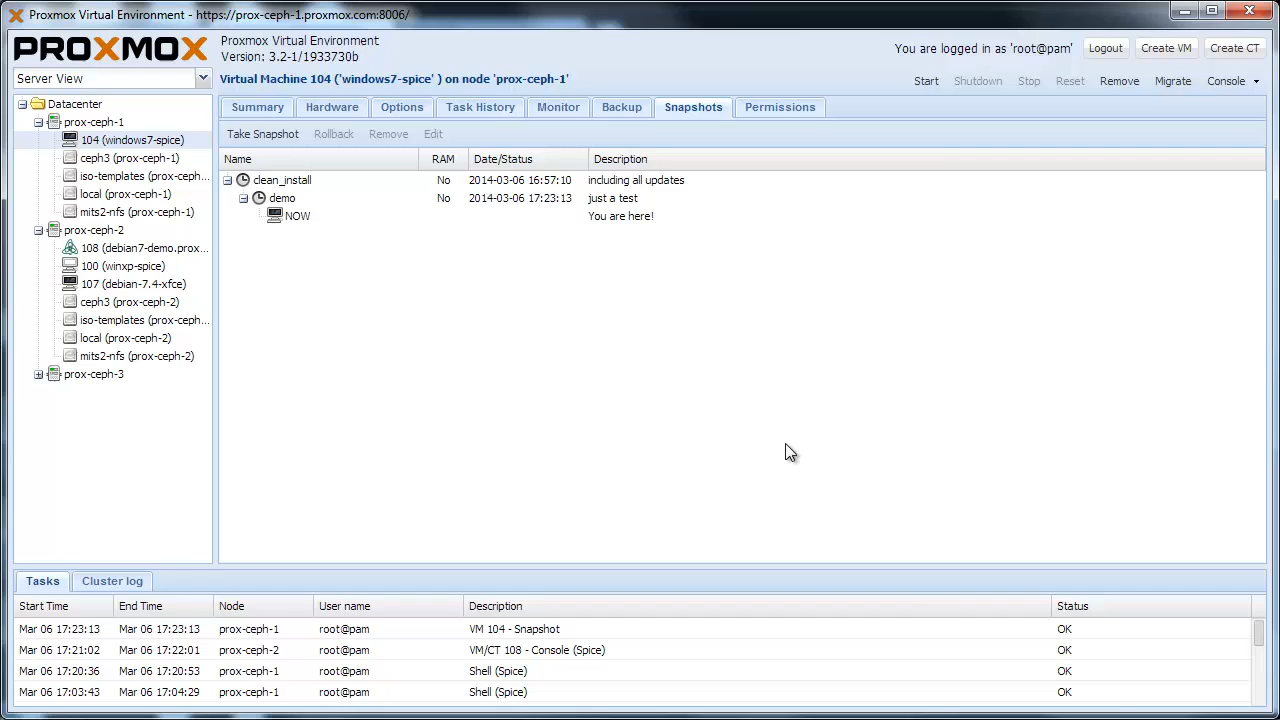 Proxmox Virtual Environment - https://prox-ceph-1.proxmox.com:8006/
PROXMOX
Proxmox Virtual Environment
Version: 3.2-1/1933730b
You are logged in as 'root@pam'
Logout
Create VM
Create CT
Server View
Virtual Machine 104 ('windows7-spice' ) on node 'prox-ceph-1'
Start
Shutdown
Stop
Reset
Remove
Migrate
Console
Datacenter
prox-ceph-1
104 (windows7-spice)
ceph3 (prox-ceph-1)
iso-templates (prox-ceph...
local (prox-ceph-1)
mits2-nfs (prox-ceph-1)
prox-ceph-2
108 (debian7-demo.prox...
100 (winxp-spice)
107 (debian-7.4-xfce)
ceph3 (prox-ceph-2)
iso-templates (prox-ceph...
local (prox-ceph-2)
mits2-nfs (prox-ceph-2)
prox-ceph-3
Summary
Hardware
Options
Task History
Monitor
Backup
Snapshots
Permissions
Take Snapshot
Rollback
Remove
Edit
Name RAM Date/Status Description
clean_install No 2014-03-06 16:57:10 including all updates
demo No 2014-03-06 17:23:13 just a test
NOW You are here!
Tasks
Cluster log
Start Time End Time Node User name Description Status
Mar 06 17:23:13 Mar 06 17:23:13 prox-ceph-1 root@pam VM 104 - Snapshot OK
Mar 06 17:21:02 Mar 06 17:22:01 prox-ceph-2 root@pam VM/CT 108 - Console (Spice) OK
Mar 06 17:20:36 Mar 06 17:20:53 prox-ceph-1 root@pam Shell (Spice) OK
Mar 06 17:03:43 Mar 06 17:04:29 prox-ceph-1 root@pam Shell (Spice) OK